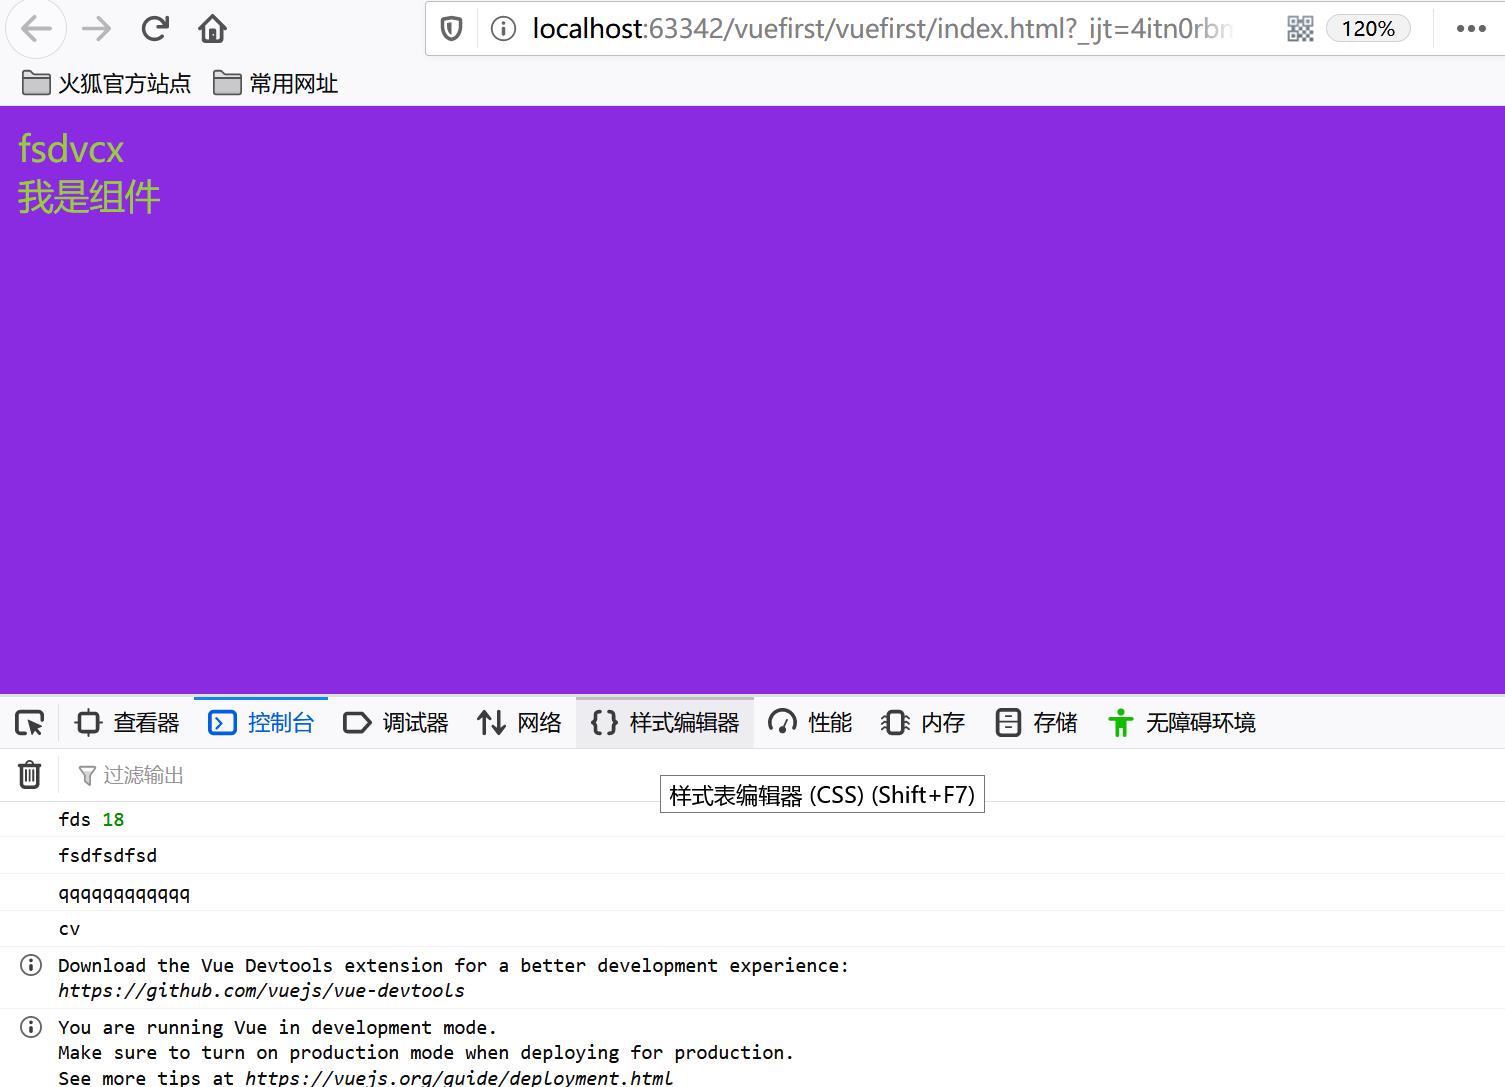 localhost:63342/vuefirst/vuefirst/index.html?_ijt=4itn0rbn
120%
火狐官方站点 常用网址
fsdvcx
我是组件
查看器 控制台 调试器 网络 样式编辑器 性能 内存 存储 无障碍环境
过滤输出
样式表编辑器 (CSS) (Shift+F7)
fds 18
fsdfsdfsd
qqqqqqqqqqqq
cv
Download the Vue Devtools extension for a better development experience:
https://github.com/vuejs/vue-devtools
You are running Vue in development mode.
Make sure to turn on production mode when deploying for production.
See more tips at https://vuejs.org/guide/deployment.html